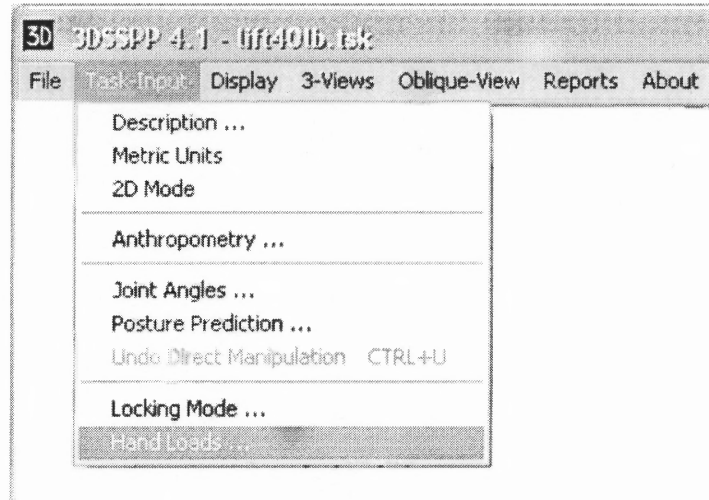 3D 3DSSPP 4.1 - lift40lb.tsk
File Task-Input Display 3-Views Oblique-View Reports About
Description ...
Metric Units
2D Mode
Anthropometry ...
Joint Angles ...
Posture Prediction ...
Undo Direct Manipulation CTRL+U
Locking Mode ...
Hand Loads ...